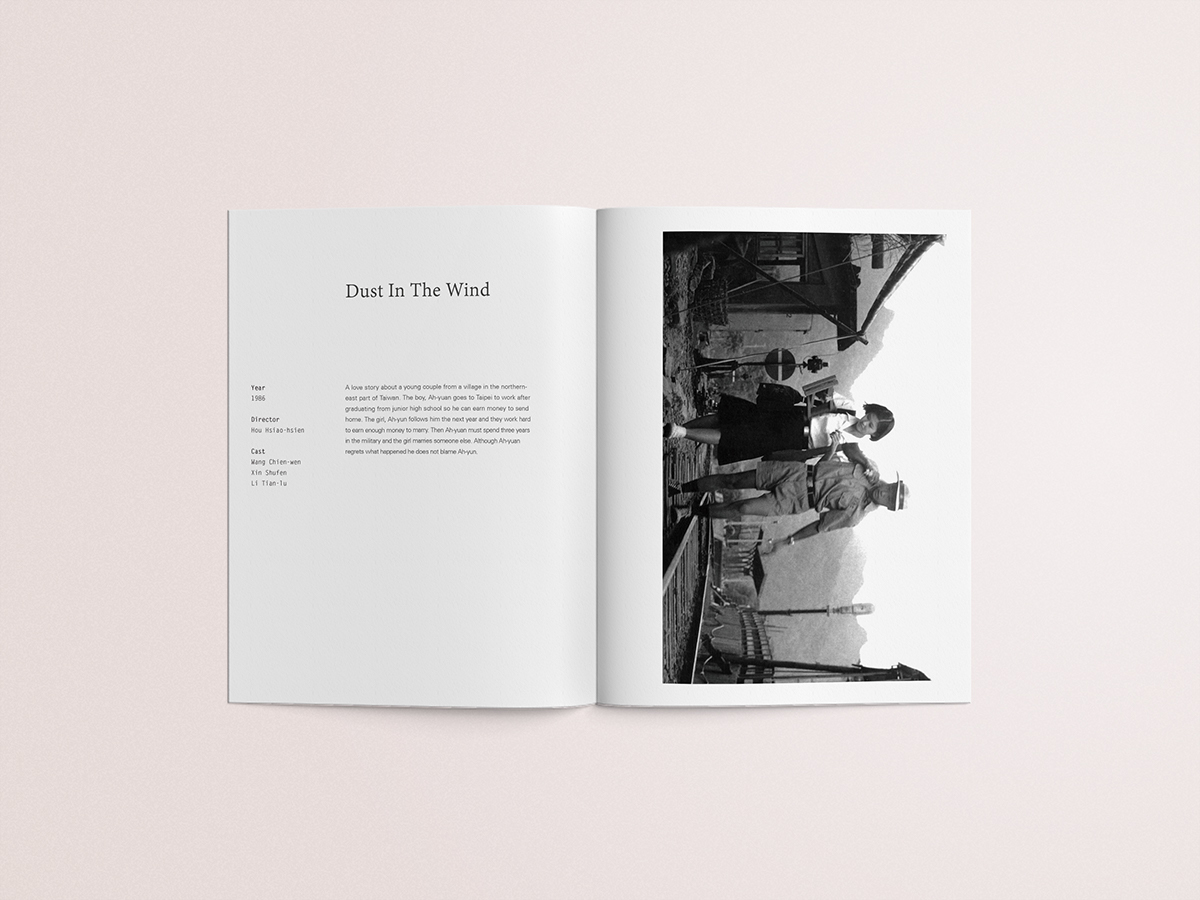 Dust In The Wind
Year
1986
Director
Hou Hsiao-hsien
Cast
Wang Chien-wen
Xin Shufen
Li Tian-lu
A love story about a young couple from a village in the northern-
east part of Taiwan. The boy, Ah-yuan goes to Taipei to work after
graduating from junior high school so he can earn money to send
home. The girl, Ah-yun follows him the next year and they work hard
to earn enough money to marry. Then Ah-yuan must spend three years
in the military and the girl marries someone else. Although Ah-yuan
regrets what happened he does not blame Ah-yun.